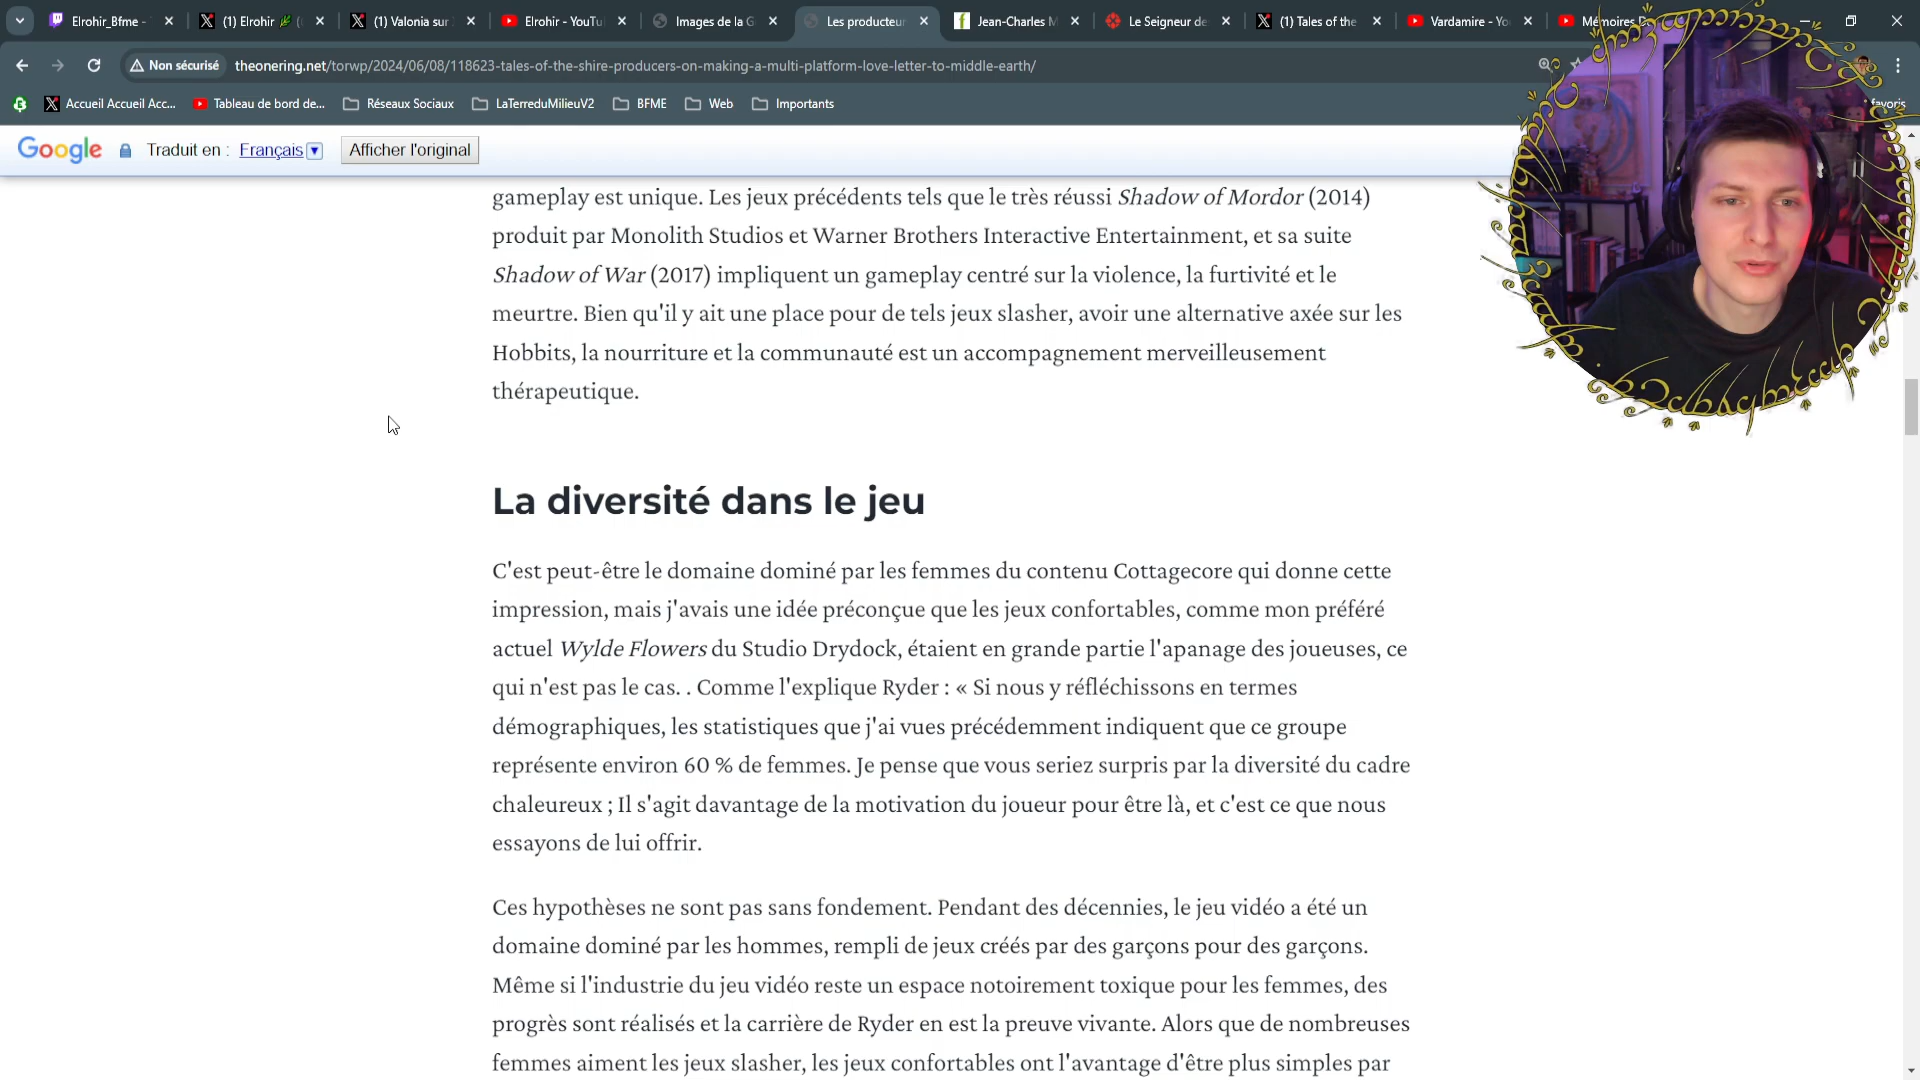 Elrohir_Bfme -
(1) Elrohir
(1) Valonia sur
Elrohir - YouTu
Images de la G
Les producteur
Jean-Charles M
Le Seigneur de
(1) Tales of the
Vardamire - Yo
Mémoires De
Non sécurisé
theonering.net/torwp/2024/06/08/118623-tales-of-the-shire-producers-on-making-a-multi-platform-love-letter-to-middle-earth/
Accueil Accueil Acc...
Tableau de bord de...
Réseaux Sociaux
LaTerreduMilieuV2
BFME
Web
Importants
favoris
Google
Traduit en :
Français
Afficher l'original
gameplay est unique. Les jeux précédents tels que le très réussi Shadow of Mordor (2014)
produit par Monolith Studios et Warner Brothers Interactive Entertainment, et sa suite
Shadow of War (2017) impliquent un gameplay centré sur la violence, la furtivité et le
meurtre. Bien qu'il y ait une place pour de tels jeux slasher, avoir une alternative axée sur les
Hobbits, la nourriture et la communauté est un accompagnement merveilleusement
thérapeutique.
La diversité dans le jeu
C'est peut-être le domaine dominé par les femmes du contenu Cottagecore qui donne cette
impression, mais j'avais une idée préconçue que les jeux confortables, comme mon préféré
actuel Wylde Flowers du Studio Drydock, étaient en grande partie l'apanage des joueuses, ce
qui n'est pas le cas. . Comme l'explique Ryder : « Si nous y réfléchissons en termes
démographiques, les statistiques que j'ai vues précédemment indiquent que ce groupe
représente environ 60 % de femmes. Je pense que vous seriez surpris par la diversité du cadre
chaleureux ; Il s'agit davantage de la motivation du joueur pour être là, et c'est ce que nous
essayons de lui offrir.
Ces hypothèses ne sont pas sans fondement. Pendant des décennies, le jeu vidéo a été un
domaine dominé par les hommes, rempli de jeux créés par des garçons pour des garçons.
Même si l'industrie du jeu vidéo reste un espace notoirement toxique pour les femmes, des
progrès sont réalisés et la carrière de Ryder en est la preuve vivante. Alors que de nombreuses
femmes aiment les jeux slasher, les jeux confortables ont l'avantage d'être plus simples par